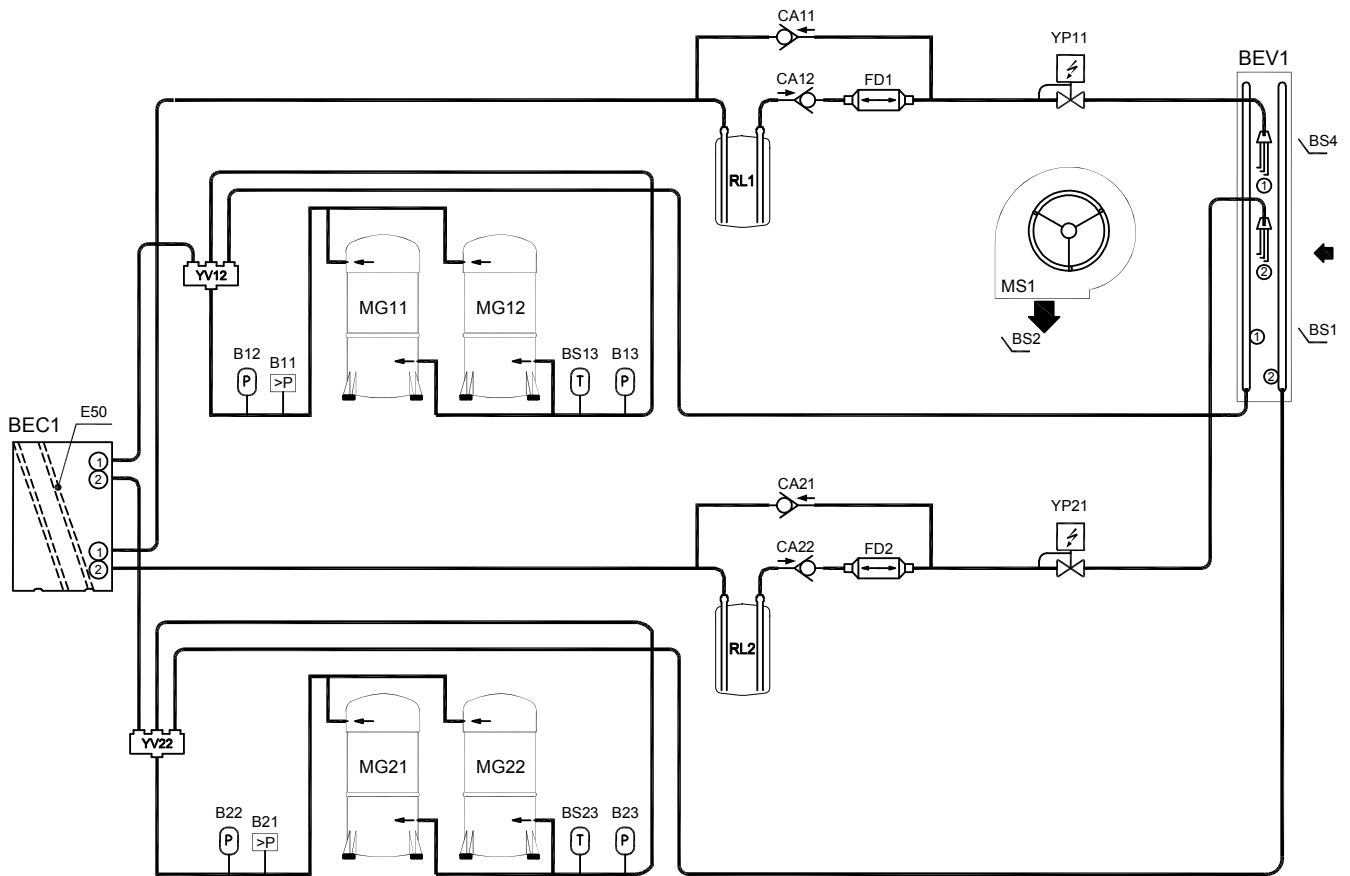 CA11
YP11
BEV1
CA12
FD1
BS4
RL1
1
YV12
MG11
MG12
MS1
2
BS2
1
BS1
B12
B11
BS13
B13
P
>P
T
P
2
BEC1
E50
1
2
CA21
YP21
1
2
CA22
FD2
RL2
YV22
MG21
MG22
B22
B21
BS23
B23
P
>P
T
P